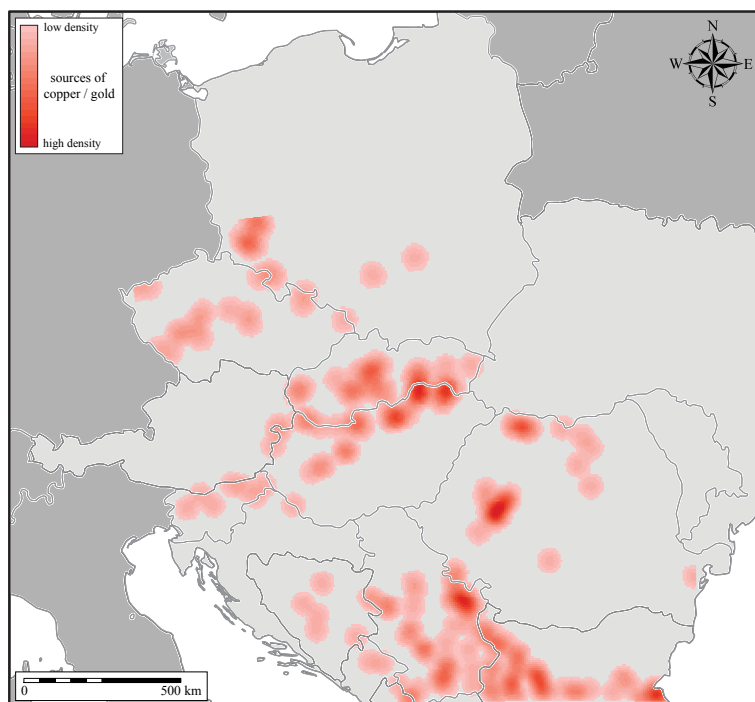 low density
sources of
copper / gold
high density
N
W E
S
0 500 km